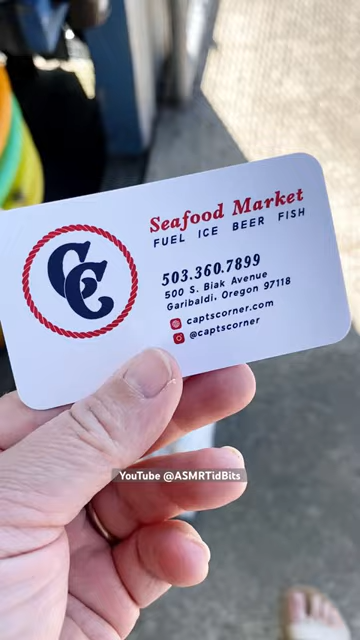 CC
Seafood Market
FUEL ICE BEER FISH
503.360.7899
500 S. Biak Avenue
Garibaldi, Oregon 97118
captscorner.com
@captscorner
YouTube @ASMRTidBits